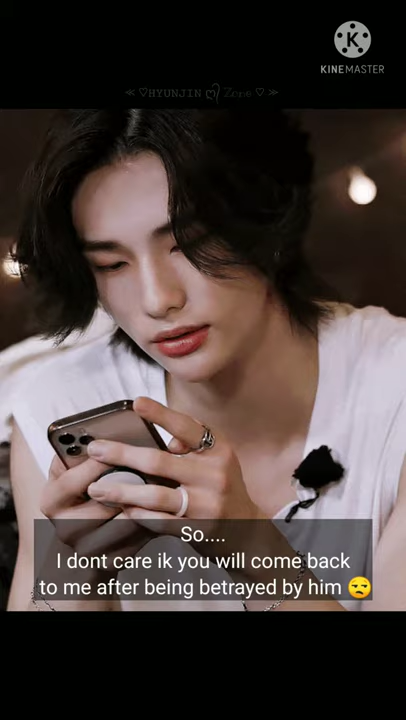 KINEMASTER
≪ ♡HYUNJIN ღ Zone ♡ ≫
So....
I dont care ik you will come back
to me after being betrayed by him 😒